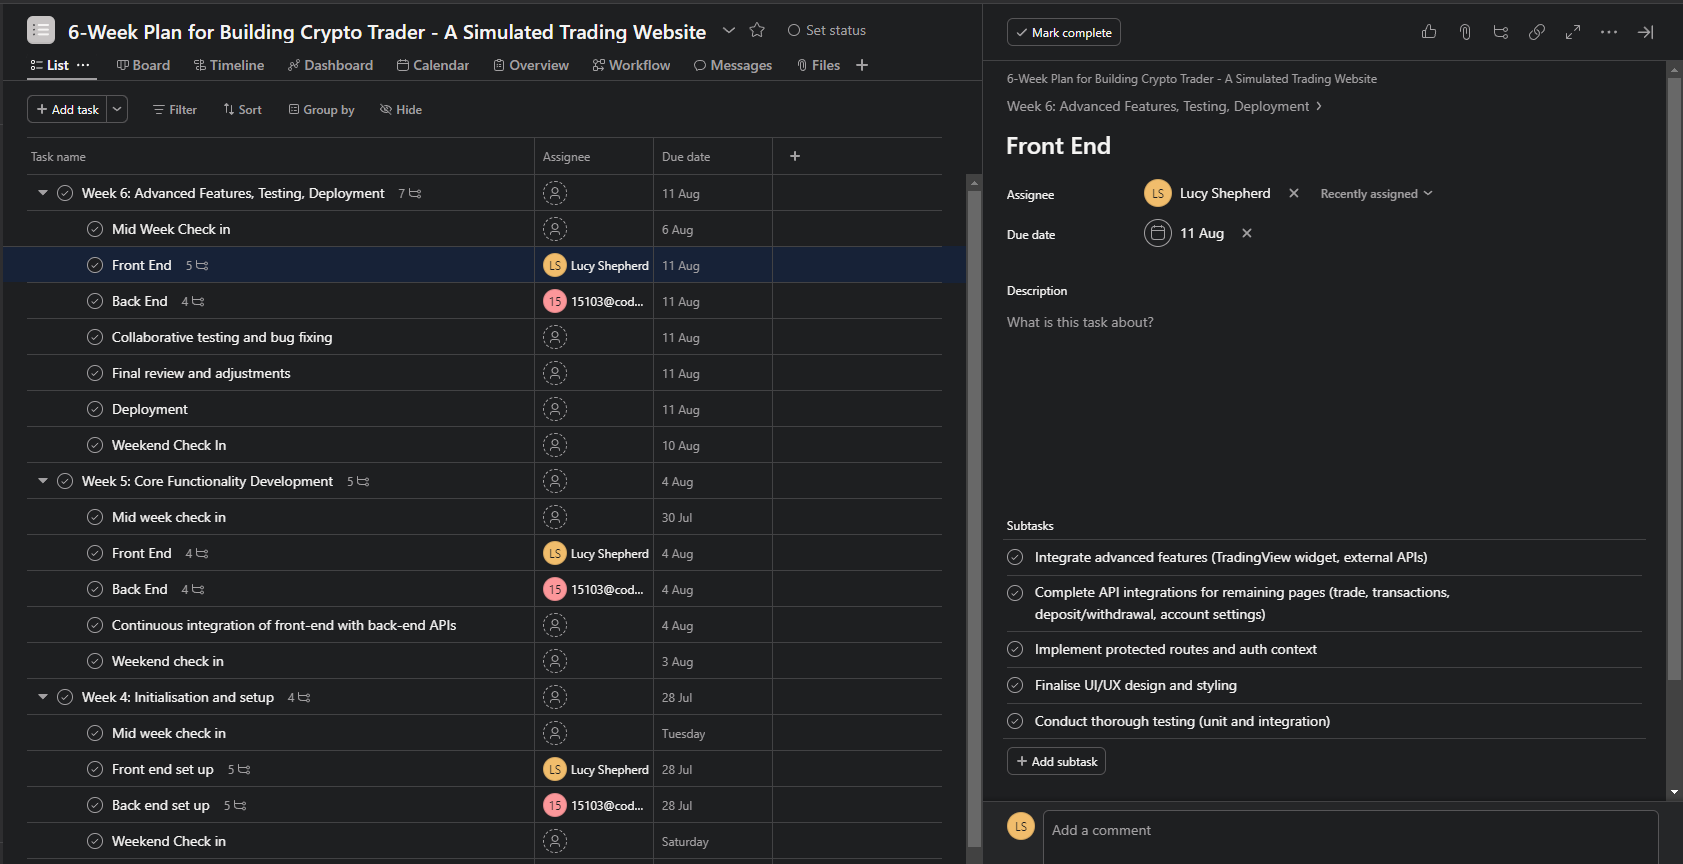 6-Week Plan for Building Crypto Trader - A Simulated Trading Website
Set status
List
Board
Timeline
Dashboard
Calendar
Overview
Workflow
Messages
Files
Add task
Filter
Sort
Group by
Hide
Task name Assignee Due date
Week 6: Advanced Features, Testing, Deployment 7 11 Aug
Mid Week Check in 6 Aug
Front End 5 LS Lucy Shepherd 11 Aug
Back End 4 15 15103@cod... 11 Aug
Collaborative testing and bug fixing 11 Aug
Final review and adjustments 11 Aug
Deployment 11 Aug
Weekend Check In 10 Aug
Week 5: Core Functionality Development 5 4 Aug
Mid week check in 30 Jul
Front End 4 LS Lucy Shepherd 4 Aug
Back End 4 15 15103@cod... 4 Aug
Continuous integration of front-end with back-end APIs 4 Aug
Weekend check in 3 Aug
Week 4: Initialisation and setup 4 28 Jul
Mid week check in Tuesday
Front end set up 5 LS Lucy Shepherd 28 Jul
Back end set up 5 15 15103@cod... 28 Jul
Weekend Check in Saturday
Mark complete
6-Week Plan for Building Crypto Trader - A Simulated Trading Website
Week 6: Advanced Features, Testing, Deployment
Front End
Assignee LS Lucy Shepherd Recently assigned
Due date 11 Aug
Description
What is this task about?
Subtasks
Integrate advanced features (TradingView widget, external APIs)
Complete API integrations for remaining pages (trade, transactions,
deposit/withdrawal, account settings)
Implement protected routes and auth context
Finalise UI/UX design and styling
Conduct thorough testing (unit and integration)
Add subtask
LS Add a comment